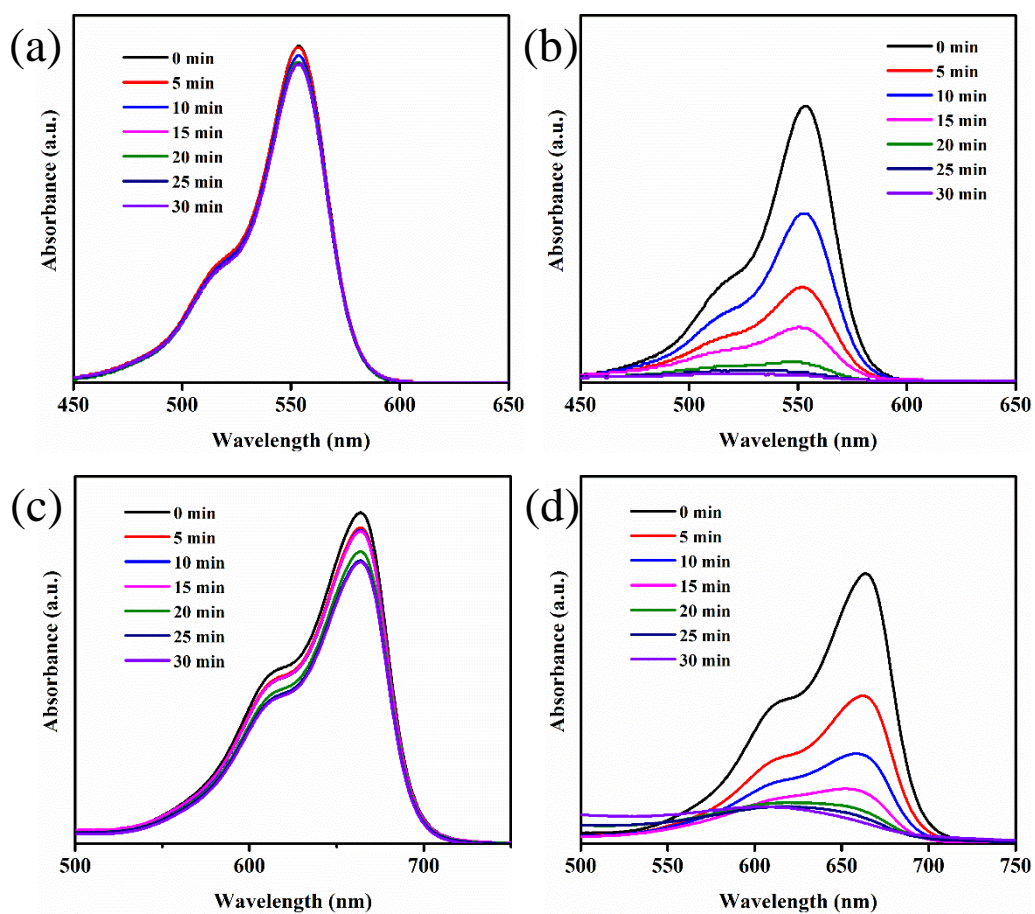 (a)
0 min
5 min
10 min
15 min
20 min
25 min
30 min
Absorbance (a.u.)
450 500 550 600 650
Wavelength (nm)
(b)
0 min
5 min
10 min
15 min
20 min
25 min
30 min
Absorbance (a.u.)
450 500 550 600 650
Wavelength (nm)
(c)
0 min
5 min
10 min
15 min
20 min
25 min
30 min
Absorbance (a.u.)
500 600 700
Wavelength (nm)
(d)
0 min
5 min
10 min
15 min
20 min
25 min
30 min
Absorbance (a.u.)
500 550 600 650 700 750
Wavelength (nm)